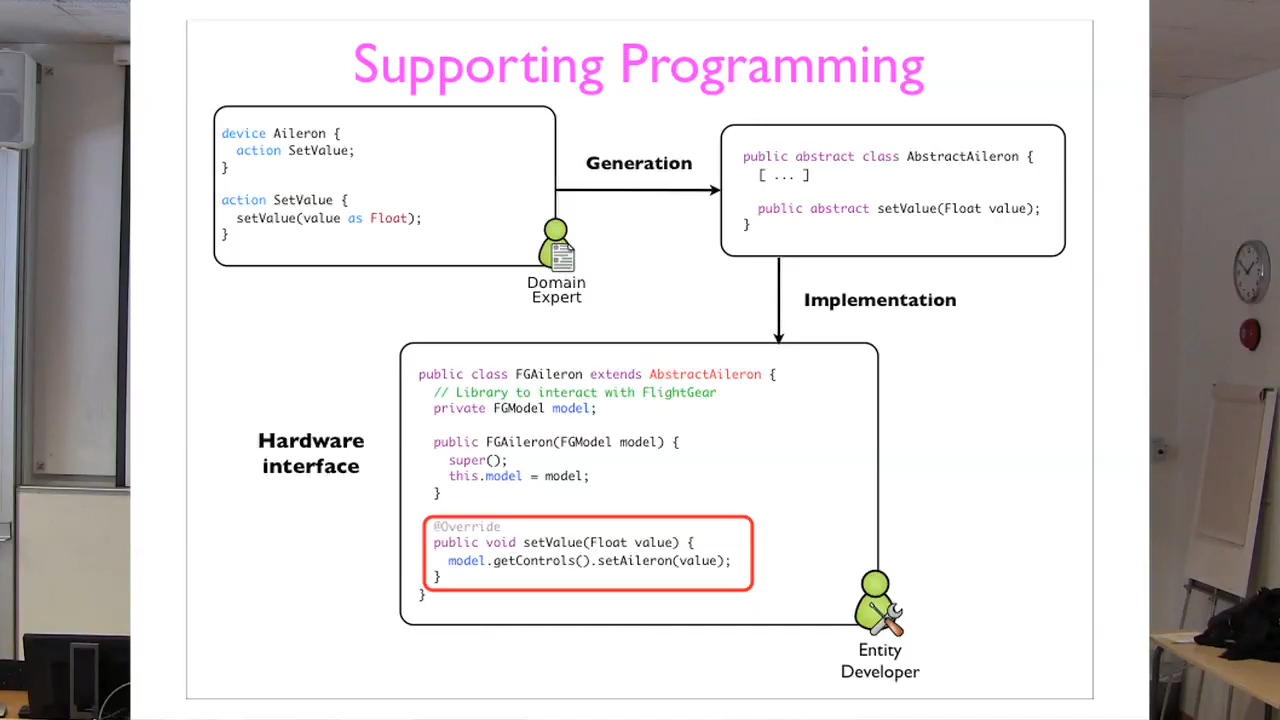 Supporting Programming
device Aileron {
action SetValue;
}
action SetValue {
setValue(value as Float);
}
Domain
Expert
Generation
public abstract class AbstractAileron {
[ ... ]
public abstract setValue(Float value);
}
Implementation
Hardware
interface
public class FGAileron extends AbstractAileron {
// Library to interact with FlightGear
private FGModel model;
public FGAileron(FGModel model) {
super();
this.model = model;
}
@Override
public void setValue(Float value) {
model.getControls().setAileron(value);
}
}
Entity
Developer